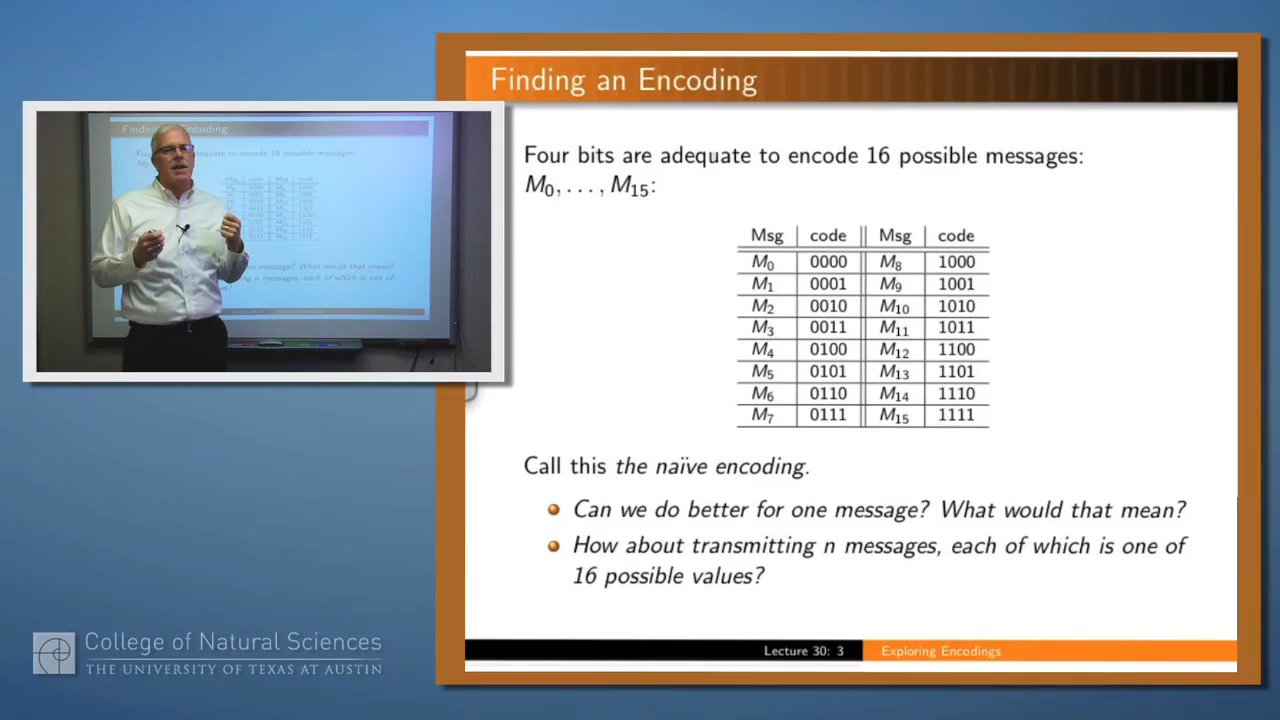 Finding an Encoding
Four bits are adequate to encode 16 possible messages:
M0, . . . , M15:
Msg code Msg code
M0 0000 M8 1000
M1 0001 M9 1001
M2 0010 M10 1010
M3 0011 M11 1011
M4 0100 M12 1100
M5 0101 M13 1101
M6 0110 M14 1110
M7 0111 M15 1111
Call this the naïve encoding.
Can we do better for one message? What would that mean?
How about transmitting n messages, each of which is one of
16 possible values?
Lecture 30: 3 Exploring Encodings
College of Natural Sciences
THE UNIVERSITY OF TEXAS AT AUSTIN